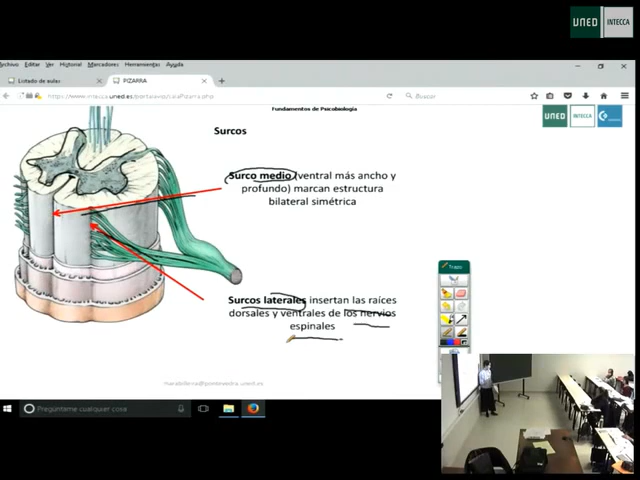 UNED
INTECCA
Archivo Editar Ver Historial Marcadores Herramientas Ayuda
Listado de aulas
PIZARRA
Buscar
Fundamentos de Psicobiología
UNED
INTECCA
Surcos
Surco medio (ventral más ancho y
profundo) marcan estructura
bilateral simétrica
Surcos laterales insertan las raíces
dorsales y ventrales de los nervios
espinales
Trazo
Pregúntame cualquier cosa